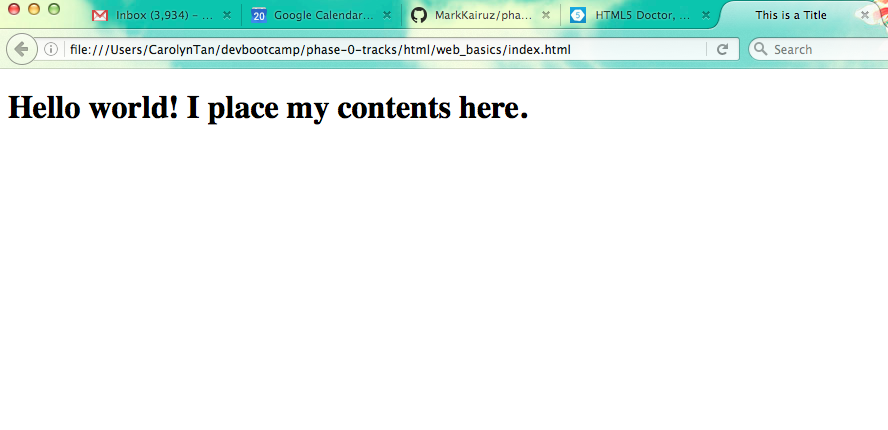 Inbox (3,934) – ...
20 Google Calendar...
MarkKairuz/pha...
5 HTML5 Doctor, ...
This is a Title
file:///Users/CarolynTan/devbootcamp/phase-0-tracks/html/web_basics/index.html
Search
Hello world! I place my contents here.